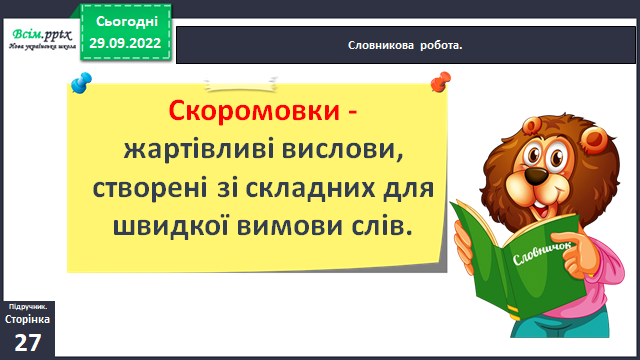 Всім.pptx
Нова українська школа
Сьогодні
29.09.2022
Словникова робота.
Скоромовки -
жартівливі вислови,
створені зі складних для
швидкої вимови слів.
Словничок
Підручник.
Сторінка
27